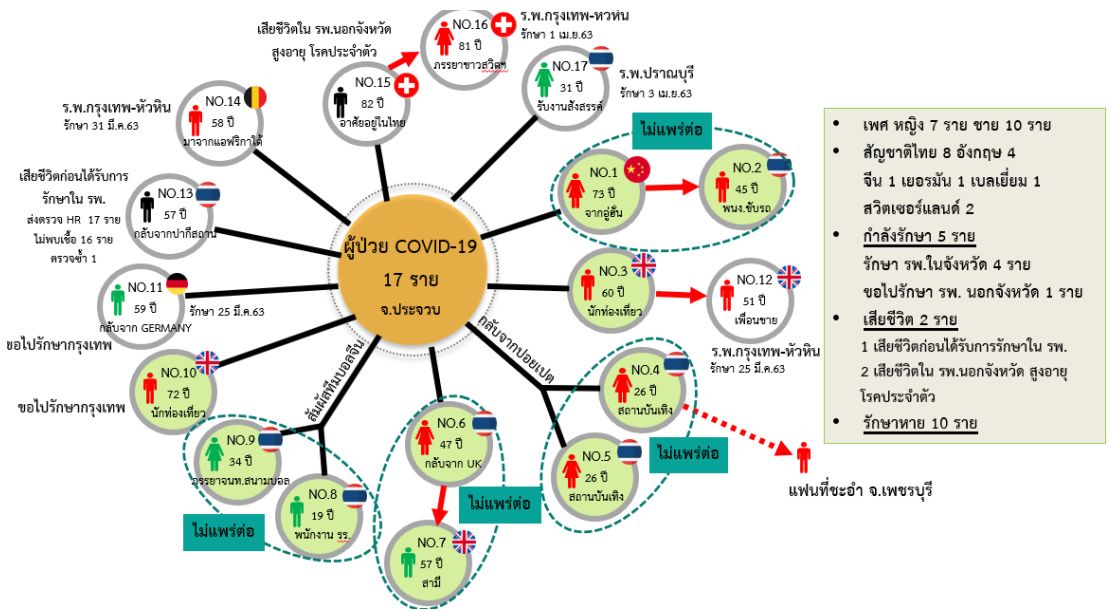 ผู้ป่วย COVID-19
17 ราย
จ.ประจวบ
NO.1
73 ปี
จากอู่ฮั่น
NO.2
45 ปี
พนง.ขับรถ
ไม่แพร่ต่อ
NO.3
60 ปี
นักท่องเที่ยว
NO.12
51 ปี
เพื่อนชาย
ร.พ.กรุงเทพ-หัวหิน
รักษา 25 มี.ค.63
กลับจากปอยเปต
NO.4
26 ปี
สถานบันเทิง
NO.5
26 ปี
สถานบันเทิง
ไม่แพร่ต่อ
แฟนที่ชะอำ จ.เพชรบุรี
NO.6
47 ปี
กลับจาก UK
NO.7
57 ปี
สามี
ไม่แพร่ต่อ
สัมผัสทีมบอลจีน
NO.8
19 ปี
พนักงาน รร.
NO.9
34 ปี
ภรรยาจนท.สนามบอล
ไม่แพร่ต่อ
NO.10
72 ปี
นักท่องเที่ยว
ขอไปรักษากรุงเทพ
NO.11
59 ปี
กลับจาก GERMANY
รักษา 25 มี.ค.63
ขอไปรักษากรุงเทพ
NO.13
57 ปี
กลับจากปากีสถาน
เสียชีวิตก่อนได้รับการ
รักษาใน รพ.
ส่งตรวจ HR 17 ราย
ไม่พบเชื้อ 16 ราย
ตรวจซ้ำ 1
NO.14
58 ปี
มาจากแอฟริกาใต้
ร.พ.กรุงเทพ-หัวหิน
รักษา 31 มี.ค.63
NO.15
82 ปี
อาศัยอยู่ในไทย
เสียชีวิตใน รพ.นอกจังหวัด
สูงอายุ โรคประจำตัว
NO.16
81 ปี
ภรรยาชาวสวิตฯ
ร.พ.กรุงเทพ-หัวหิน
รักษา 1 เม.ย.63
NO.17
31 ปี
รับงานสังสรรค์
ร.พ.ปราณบุรี
รักษา 3 เม.ย.63
• เพศ หญิง 7 ราย ชาย 10 ราย
• สัญชาติไทย 8 อังกฤษ 4
จีน 1 เยอรมัน 1 เบลเยี่ยม 1
สวิตเซอร์แลนด์ 2
• กำลังรักษา 5 ราย
รักษา รพ.ในจังหวัด 4 ราย
ขอไปรักษา รพ. นอกจังหวัด 1 ราย
• เสียชีวิต 2 ราย
1 เสียชีวิตก่อนได้รับการรักษาใน รพ.
2 เสียชีวิตใน รพ.นอกจังหวัด สูงอายุ
โรคประจำตัว
• รักษาหาย 10 ราย